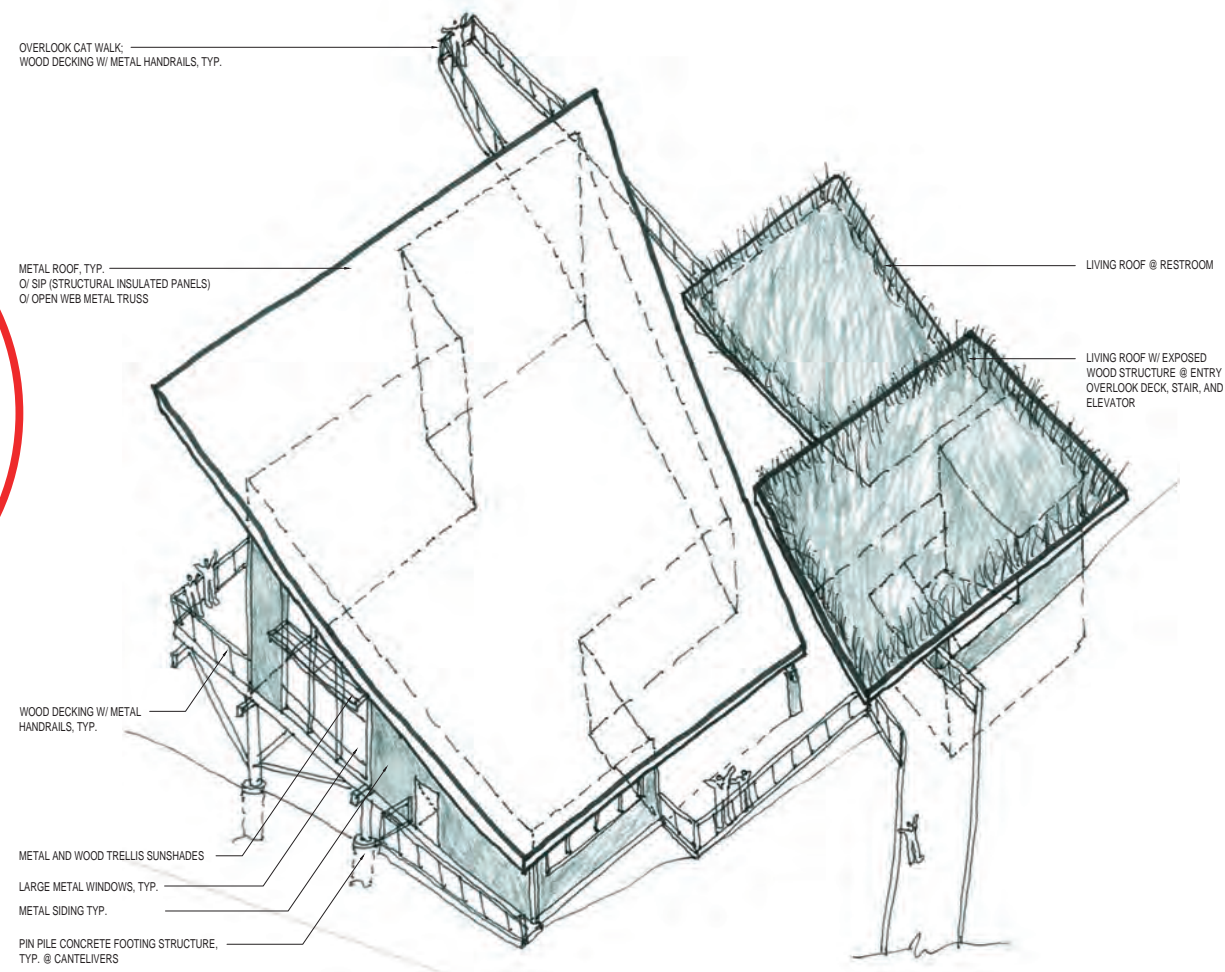 OVERLOOK CAT WALK;
WOOD DECKING W/ METAL HANDRAILS, TYP.
METAL ROOF, TYP.
O/ SIP (STRUCTURAL INSULATED PANELS)
O/ OPEN WEB METAL TRUSS
LIVING ROOF @ RESTROOM
LIVING ROOF W/ EXPOSED
WOOD STRUCTURE @ ENTRY
OVERLOOK DECK, STAIR, AND
ELEVATOR
WOOD DECKING W/ METAL
HANDRAILS, TYP.
METAL AND WOOD TRELLIS SUNSHADES
LARGE METAL WINDOWS, TYP.
METAL SIDING TYP.
PIN PILE CONCRETE FOOTING STRUCTURE,
TYP. @ CANTELIVERS